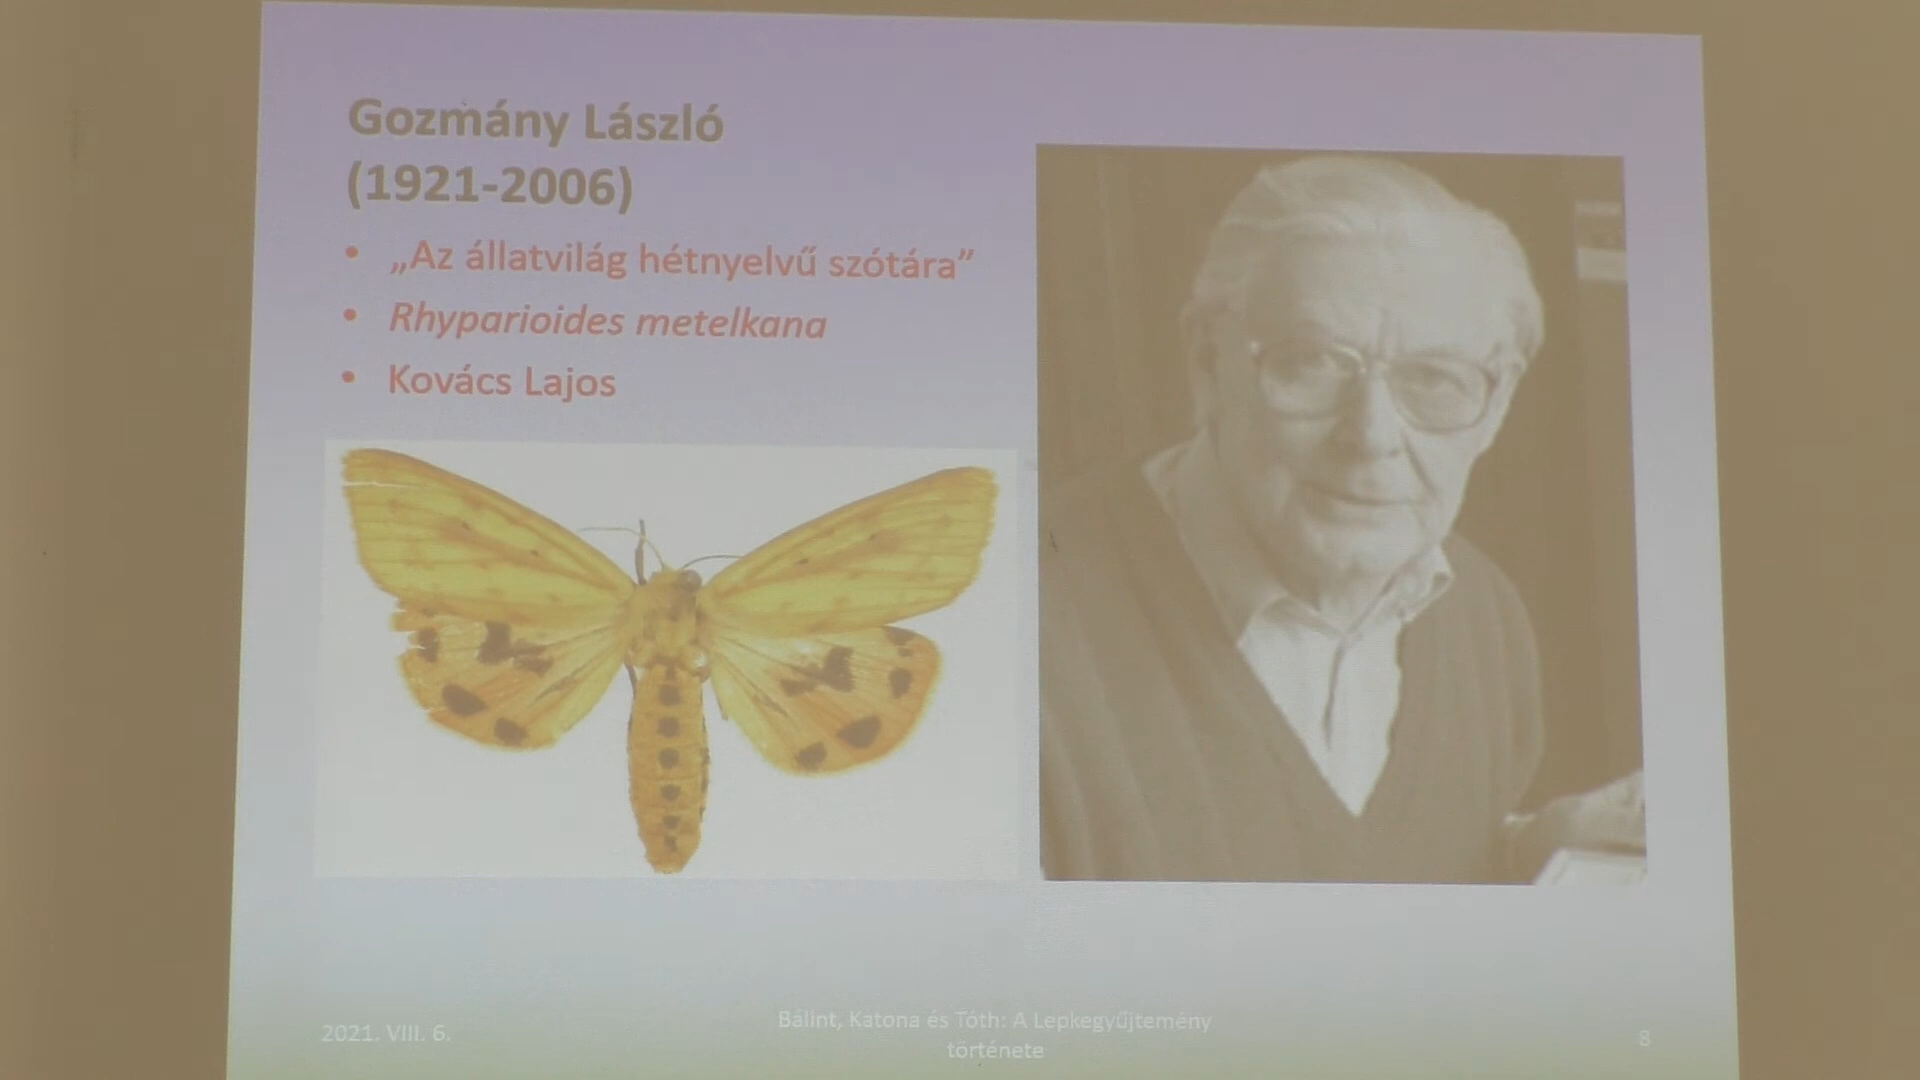 Gozmány László
(1921-2006)
• „Az állatvilág hétnyelvű szótára”
• Rhyparioides metelkana
• Kovács Lajos
2021. VIII. 6.
Bálint, Katona és Tóth: A Lepkegyűjtemény
története
8